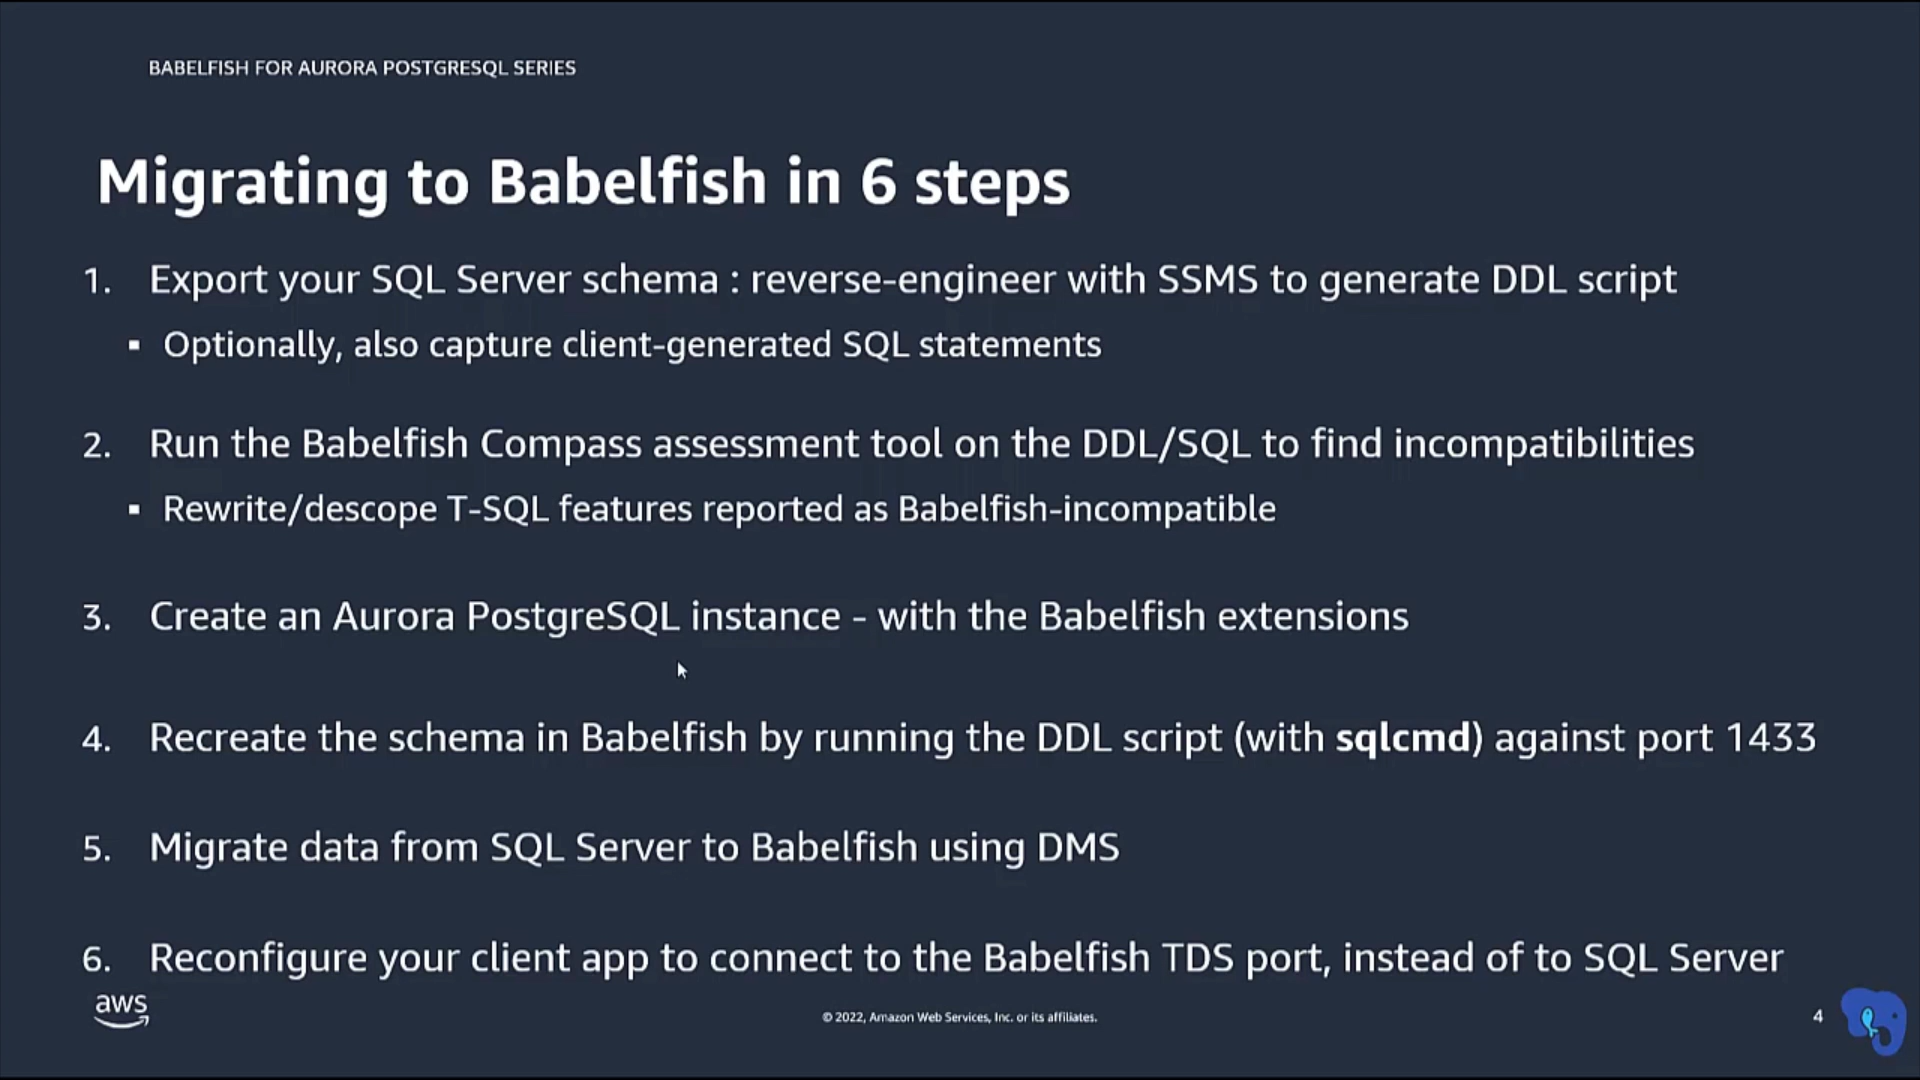 BABELFISH FOR AURORA POSTGRESQL SERIES
Migrating to Babelfish in 6 steps
1. Export your SQL Server schema : reverse-engineer with SSMS to generate DDL script
▪ Optionally, also capture client-generated SQL statements
2. Run the Babelfish Compass assessment tool on the DDL/SQL to find incompatibilities
▪ Rewrite/descope T-SQL features reported as Babelfish-incompatible
3. Create an Aurora PostgreSQL instance - with the Babelfish extensions
4. Recreate the schema in Babelfish by running the DDL script (with sqlcmd) against port 1433
5. Migrate data from SQL Server to Babelfish using DMS
6. Reconfigure your client app to connect to the Babelfish TDS port, instead of to SQL Server
aws
© 2022, Amazon Web Services, Inc. or its affiliates.
4